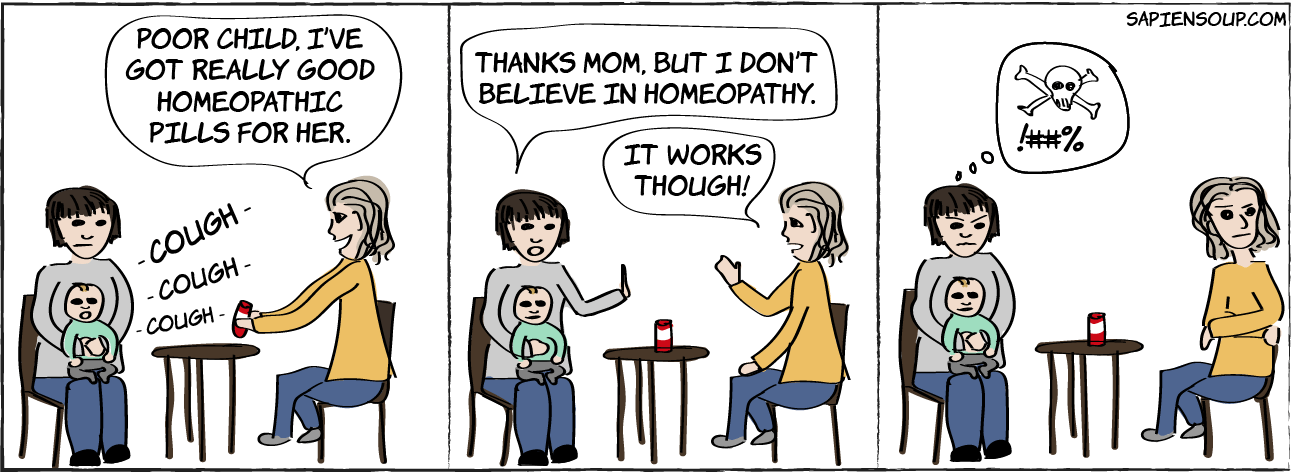 POOR CHILD, I'VE
GOT REALLY GOOD
HOMEOPATHIC
PILLS FOR HER.
- COUGH -
- COUGH -
- COUGH -
THANKS MOM, BUT I DON'T
BELIEVE IN HOMEOPATHY.
IT WORKS
THOUGH!
SAPIENSOUP.COM
!##%